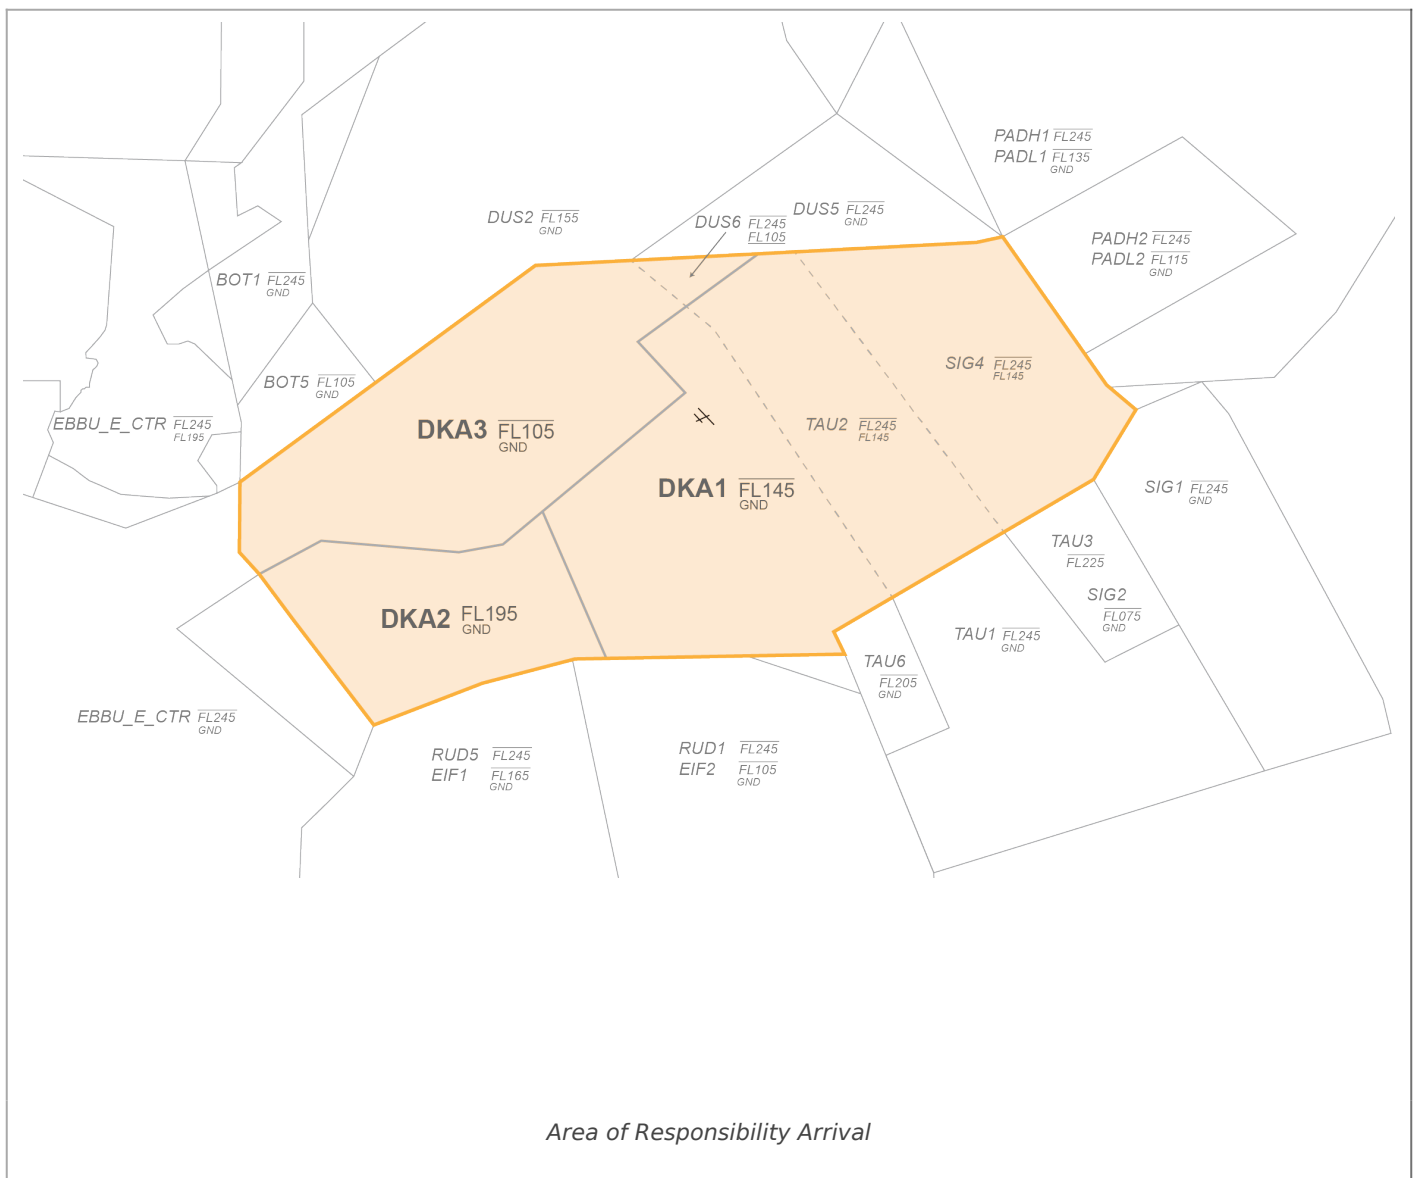 PADH1 FL245
PADL1 FL135
GND
DUS2 FL155
GND
DUS6 FL245
FL105
DUS5 FL245
GND
PADH2 FL245
PADL2 FL115
GND
BOT1 FL245
GND
BOT5 FL105
GND
SIG4 FL245
FL145
EBBU_E_CTR FL245
FL195
DKA3 FL105
GND
TAU2 FL245
FL145
DKA1 FL145
GND
SIG1 FL245
GND
TAU3
FL225
SIG2
FL075
GND
DKA2 FL195
GND
TAU1 FL245
GND
TAU6
FL205
GND
EBBU_E_CTR FL245
GND
RUD5 FL245
EIF1 FL165
GND
RUD1 FL245
EIF2 FL105
GND
Area of Responsibility Arrival